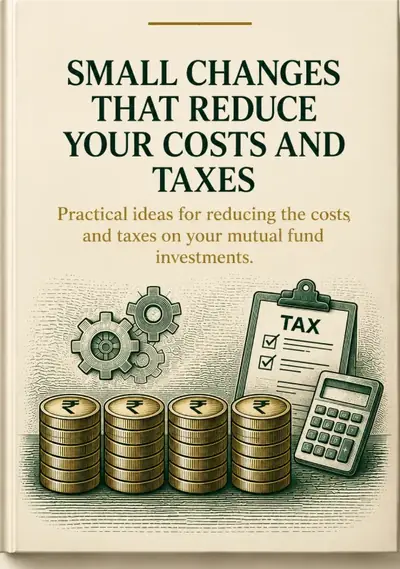 SMALL CHANGES
THAT REDUCE
YOUR COSTS AND
TAXES
Practical ideas for reducing the costs
and taxes on your mutual fund
investments.
TAX
₹ ₹ ₹ ₹